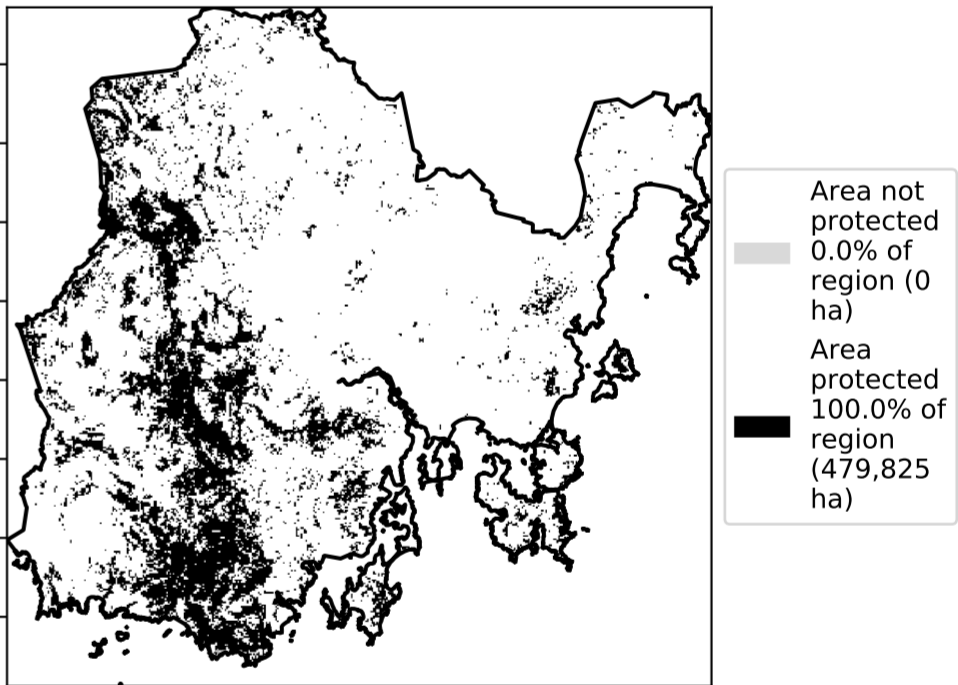 Area not
protected
0.0% of
region (0
ha)
Area
protected
100.0% of
region
(479,825
ha)